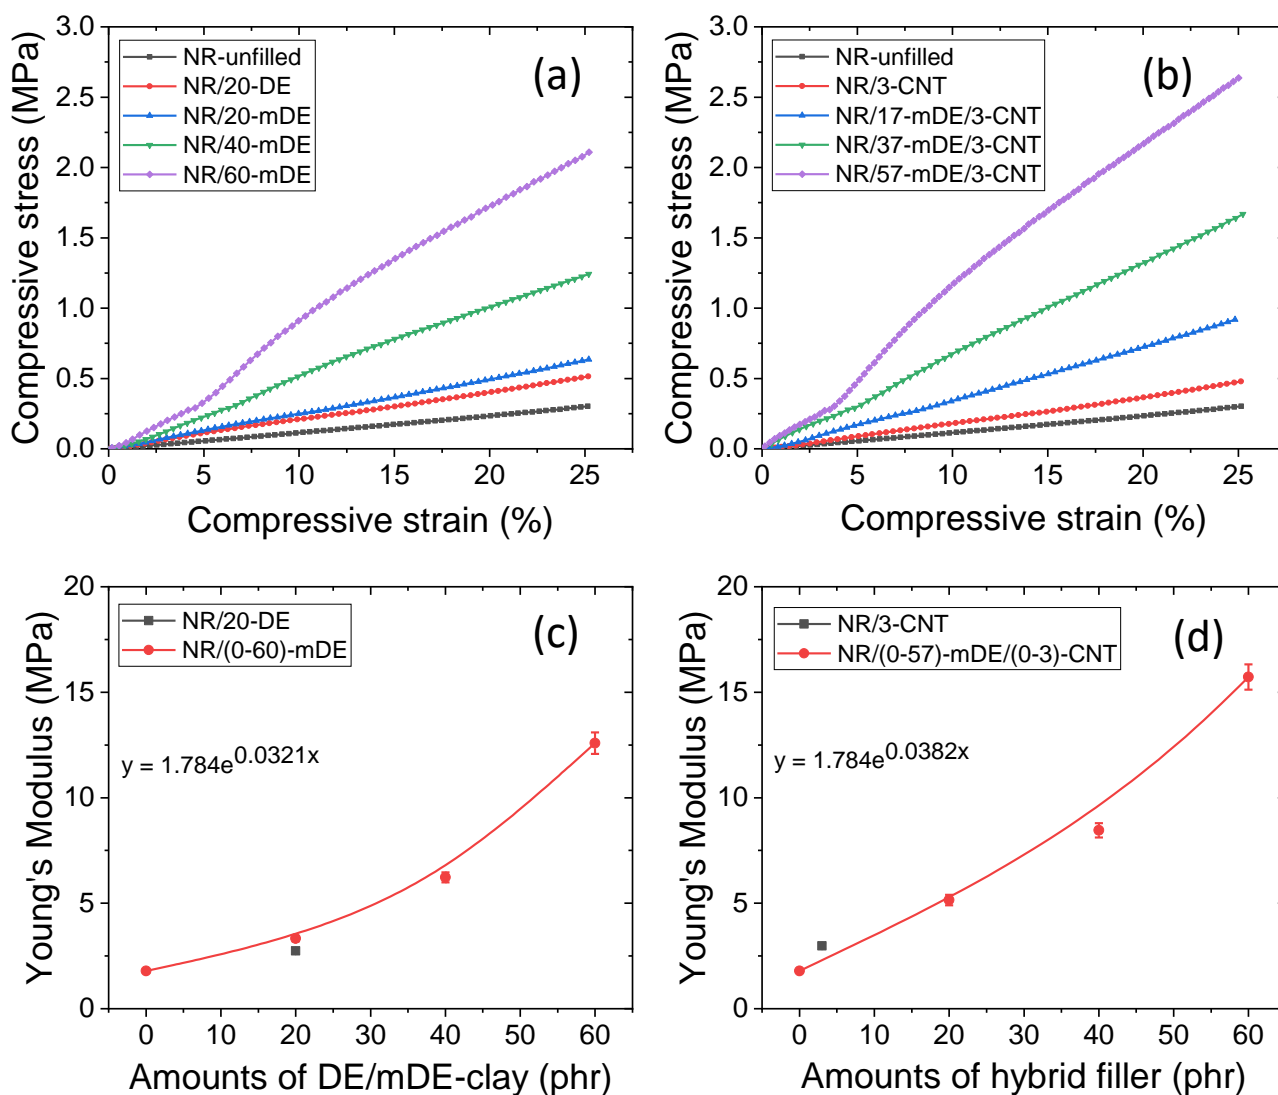 (a)
NR-unfilled
NR/20-DE
NR/20-mDE
NR/40-mDE
NR/60-mDE
3.0
2.5
2.0
1.5
1.0
0.5
0.0
Compressive stress (MPa)
0 5 10 15 20 25
Compressive strain (%)
(b)
NR-unfilled
NR/3-CNT
NR/17-mDE/3-CNT
NR/37-mDE/3-CNT
NR/57-mDE/3-CNT
3.0
2.5
2.0
1.5
1.0
0.5
0.0
Compressive stress (MPa)
0 5 10 15 20 25
Compressive strain (%)
(c)
NR/20-DE
NR/(0-60)-mDE
y = 1.784e^0.0321x
20
15
10
5
0
Young's Modulus (MPa)
0 10 20 30 40 50 60
Amounts of DE/mDE-clay (phr)
(d)
NR/3-CNT
NR/(0-57)-mDE/(0-3)-CNT
y = 1.784e^0.0382x
20
15
10
5
0
Young's Modulus (MPa)
0 10 20 30 40 50 60
Amounts of hybrid filler (phr)